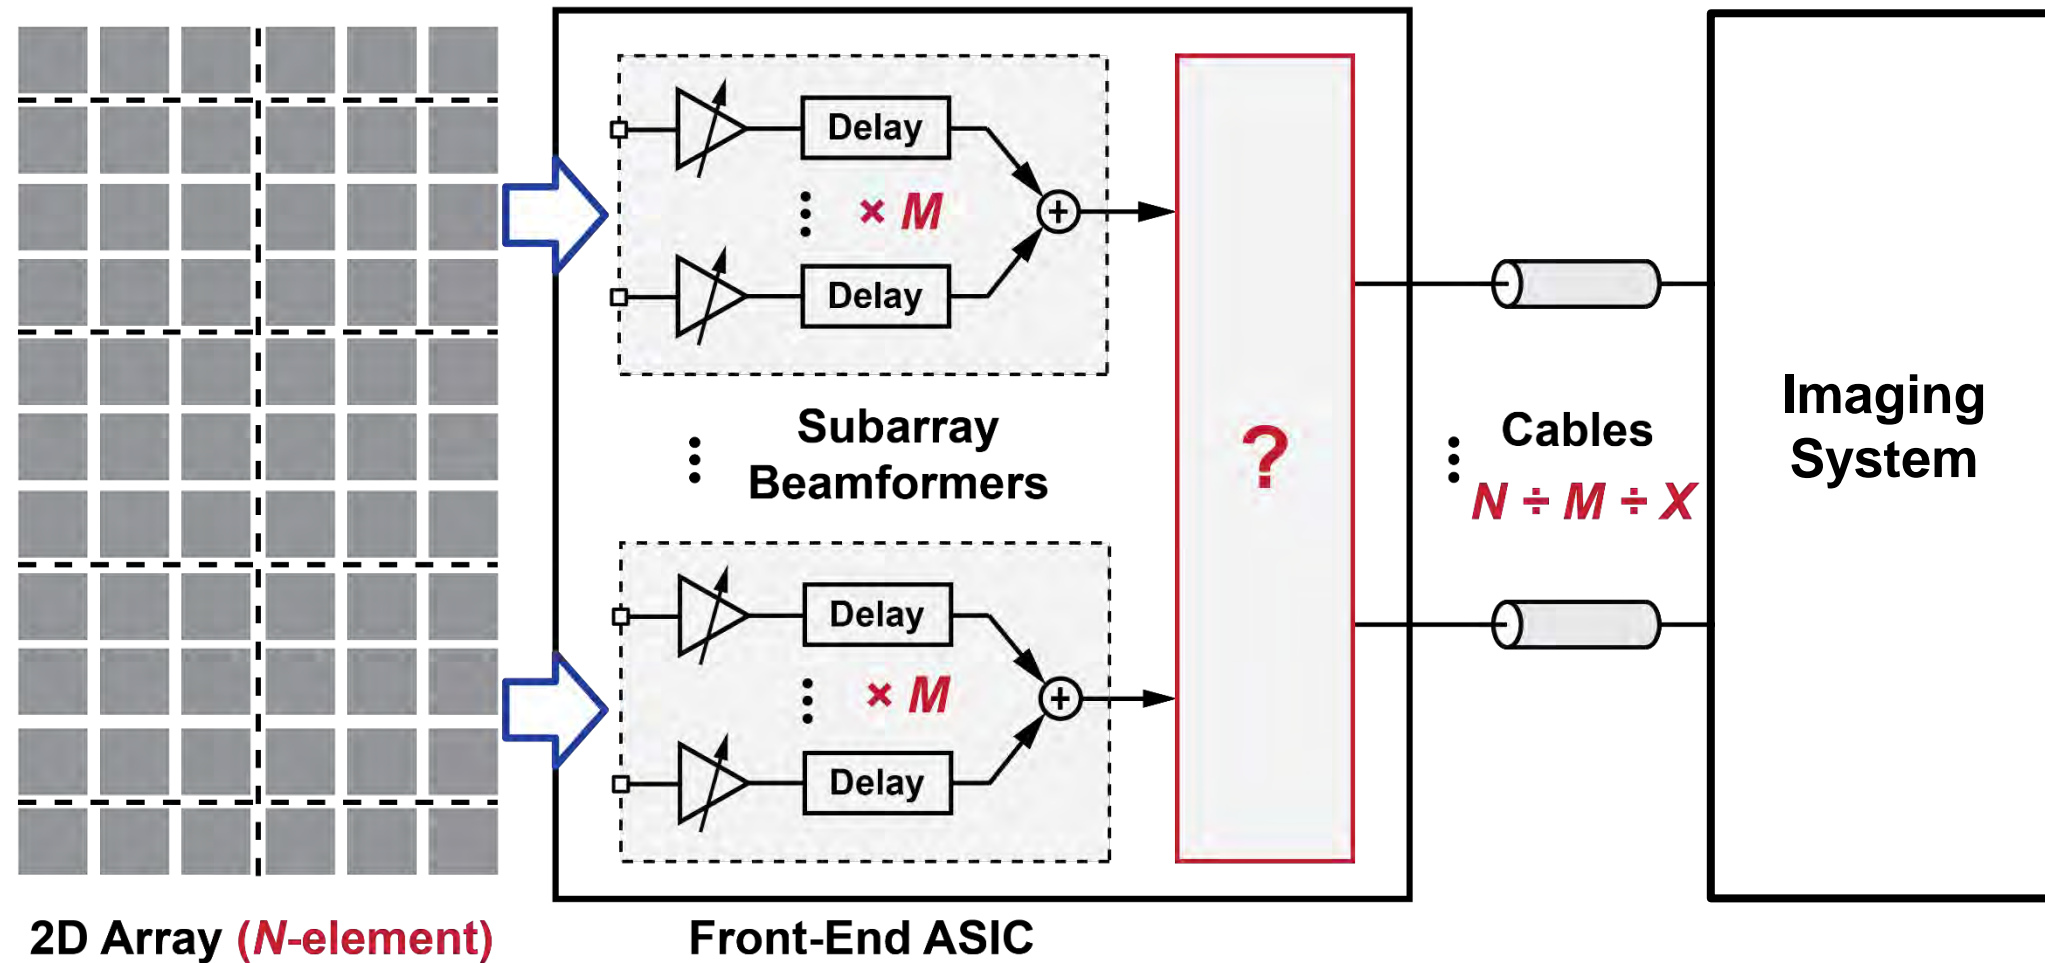 Delay
× M
Delay
Subarray
Beamformers
Delay
× M
Delay
?
Cables
N ÷ M ÷ X
Imaging
System
2D Array (N-element)
Front-End ASIC